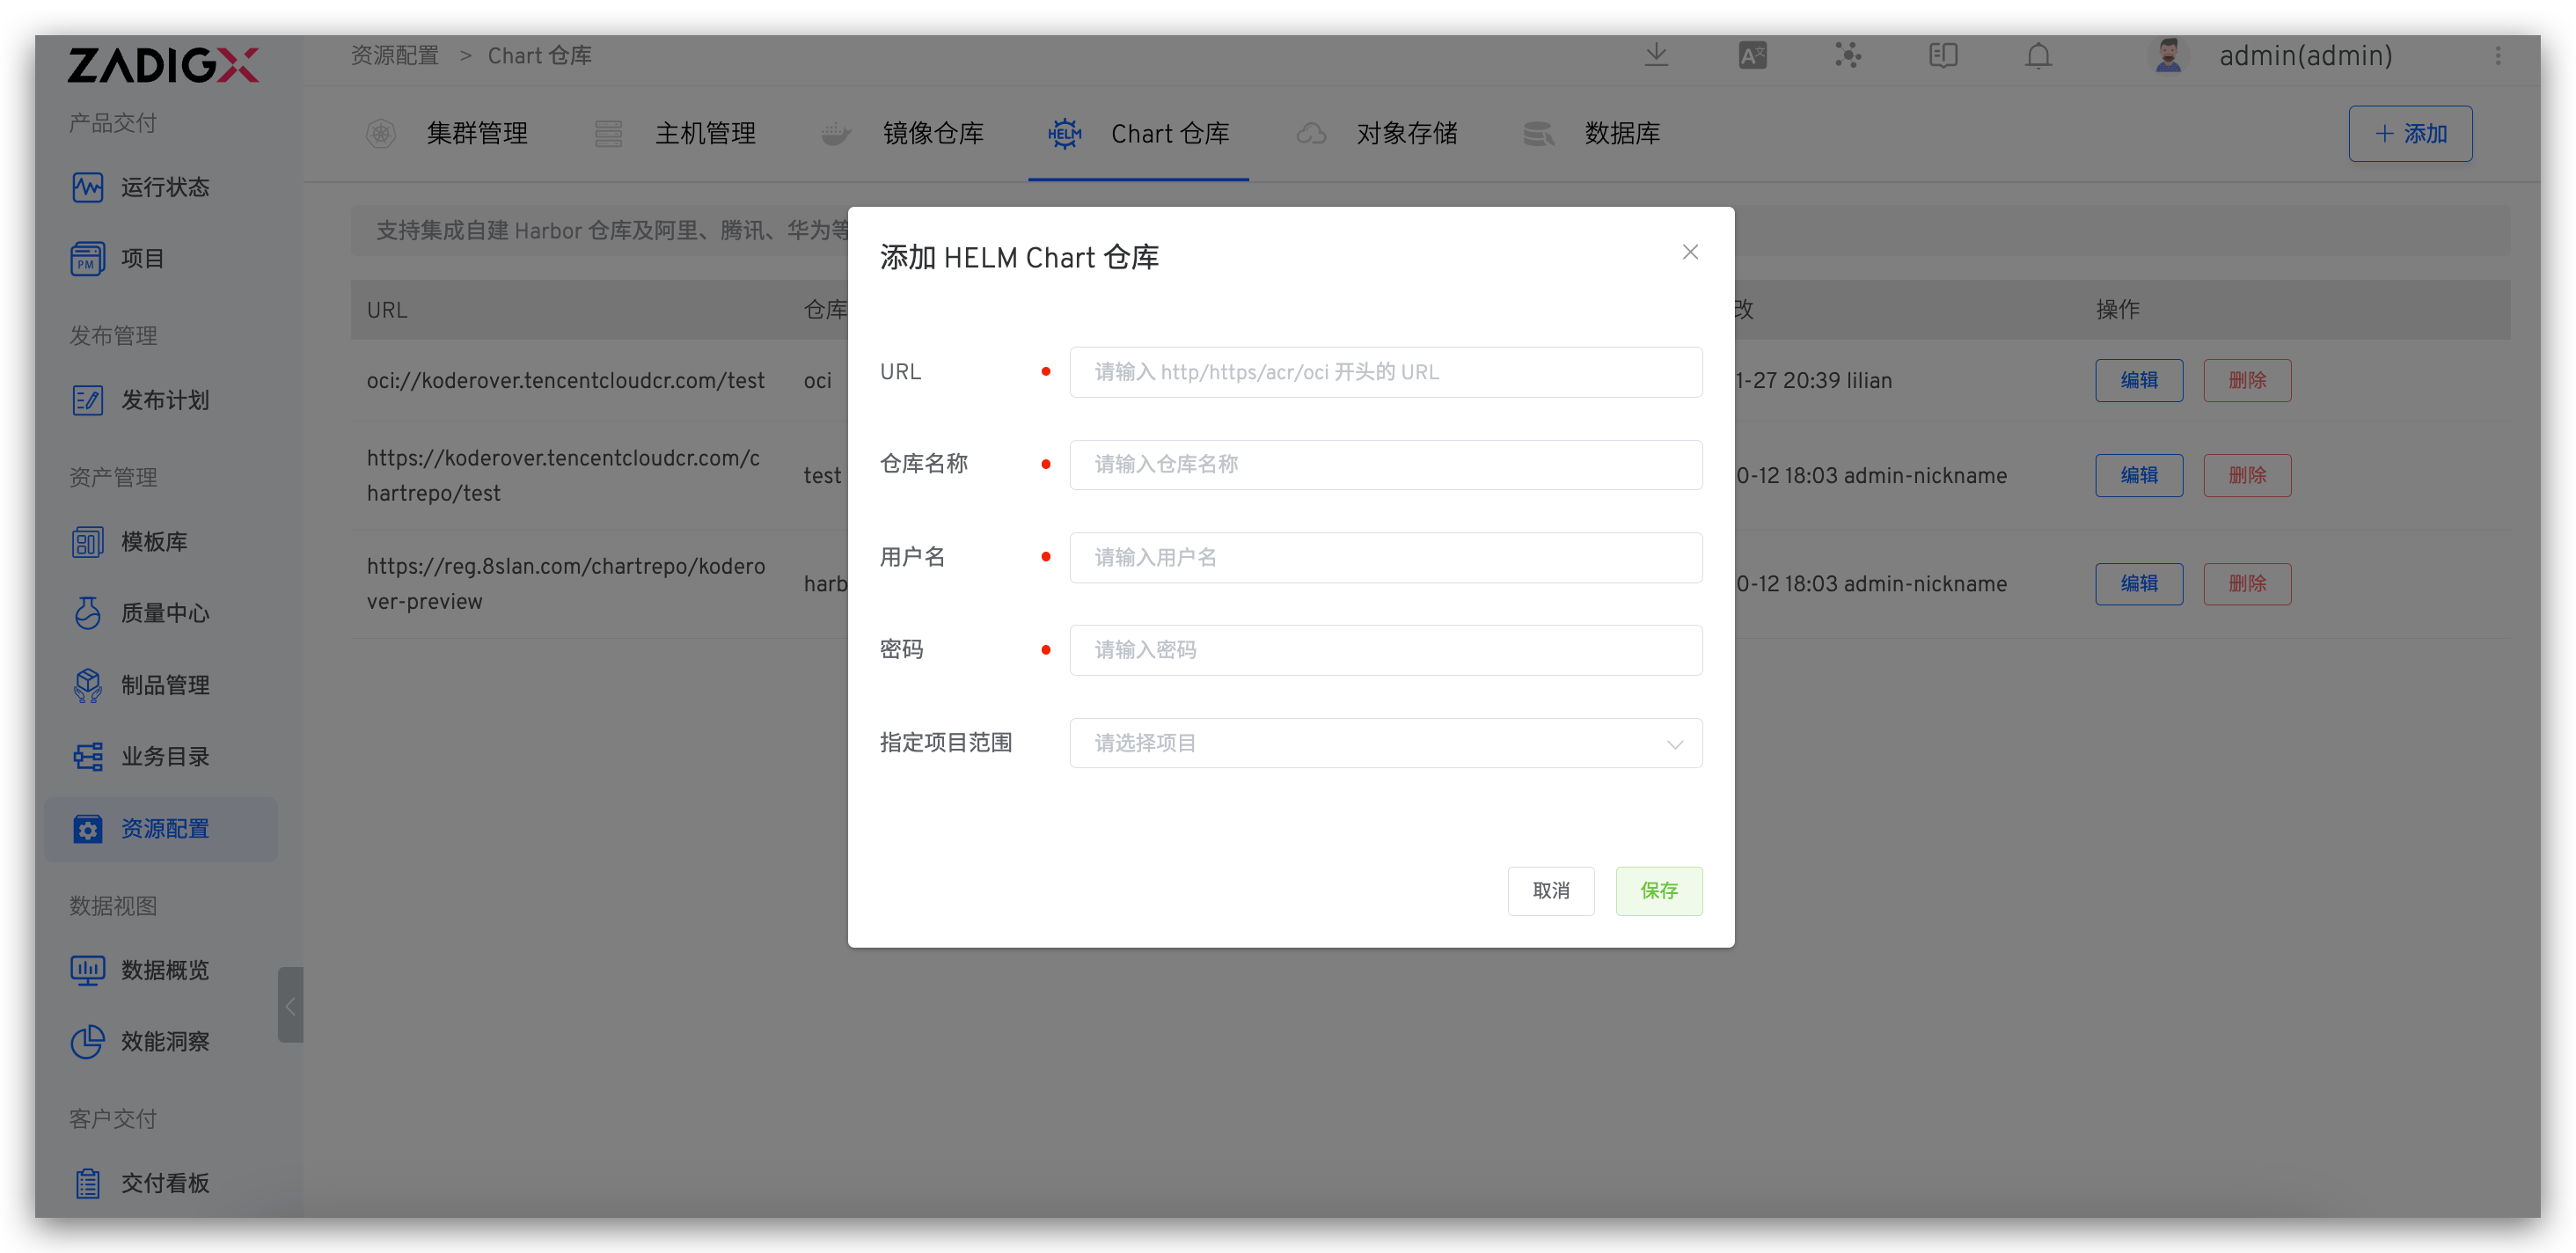 ZADIGX
资源配置 > Chart 仓库
admin(admin)
产品交付
运行状态
PM
项目
发布管理
发布计划
资产管理
模板库
质量中心
制品管理
业务目录
资源配置
数据视图
数据概览
效能洞察
客户交付
交付看板
集群管理
主机管理
镜像仓库
HELM Chart 仓库
对象存储
数据库
+ 添加
支持集成自建 Harbor 仓库及阿里、腾讯、华为等
URL 仓库 改 操作
oci://koderover.tencentcloudcr.com/test oci 1-27 20:39 lilian 编辑 删除
https://koderover.tencentcloudcr.com/c
hartrepo/test
test 0-12 18:03 admin-nickname 编辑 删除
https://reg.8slan.com/chartrepo/kodero
ver-preview
harb 0-12 18:03 admin-nickname 编辑 删除
添加 HELM Chart 仓库
URL 请输入 http/https/acr/oci 开头的 URL
仓库名称 请输入仓库名称
用户名 请输入用户名
密码 请输入密码
指定项目范围 请选择项目
取消 保存